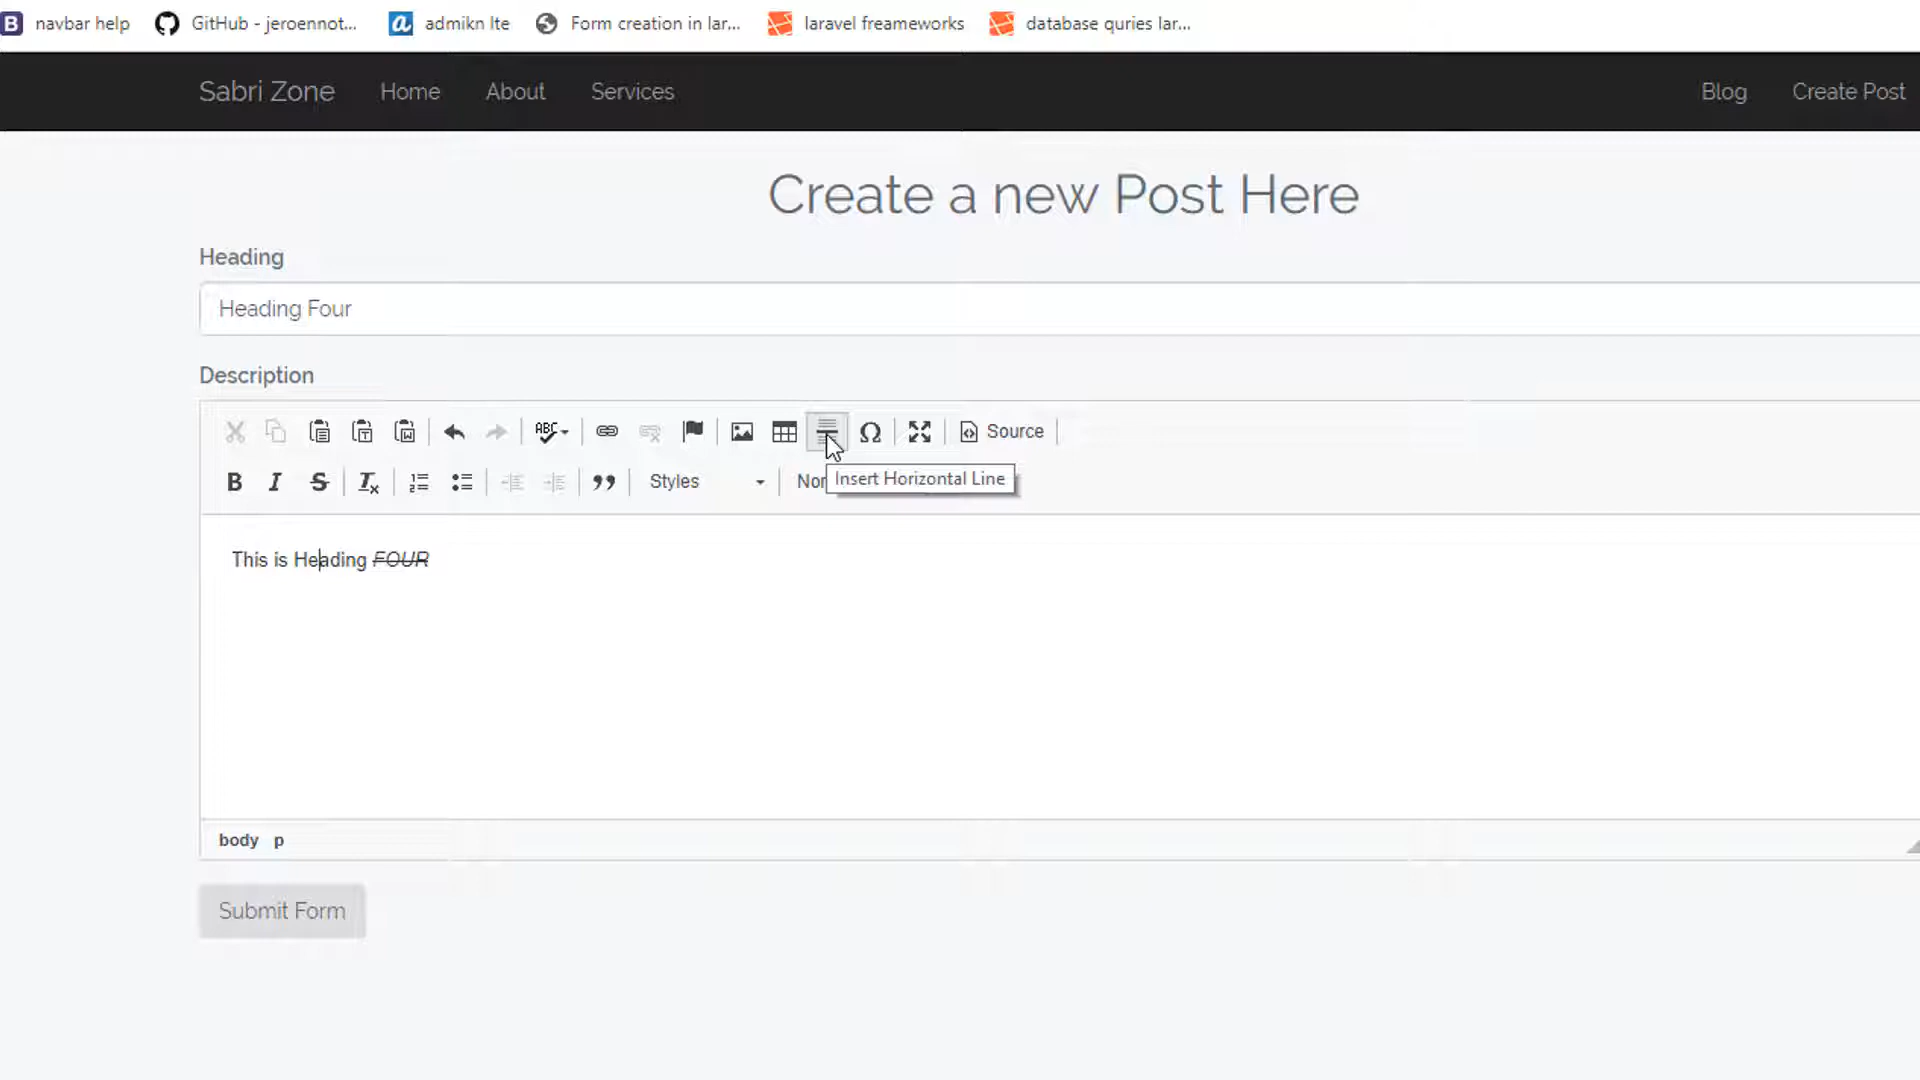 navbar help GitHub - jeroennot... admikn lte Form creation in lar... laravel freameworks database quries lar...
Sabri Zone Home About Services Blog Create Post
Create a new Post Here
Heading
Heading Four
Description
ABC Ω Source
B I S Tx Styles Nor
Insert Horizontal Line
This is Heading FOUR
body p
Submit Form